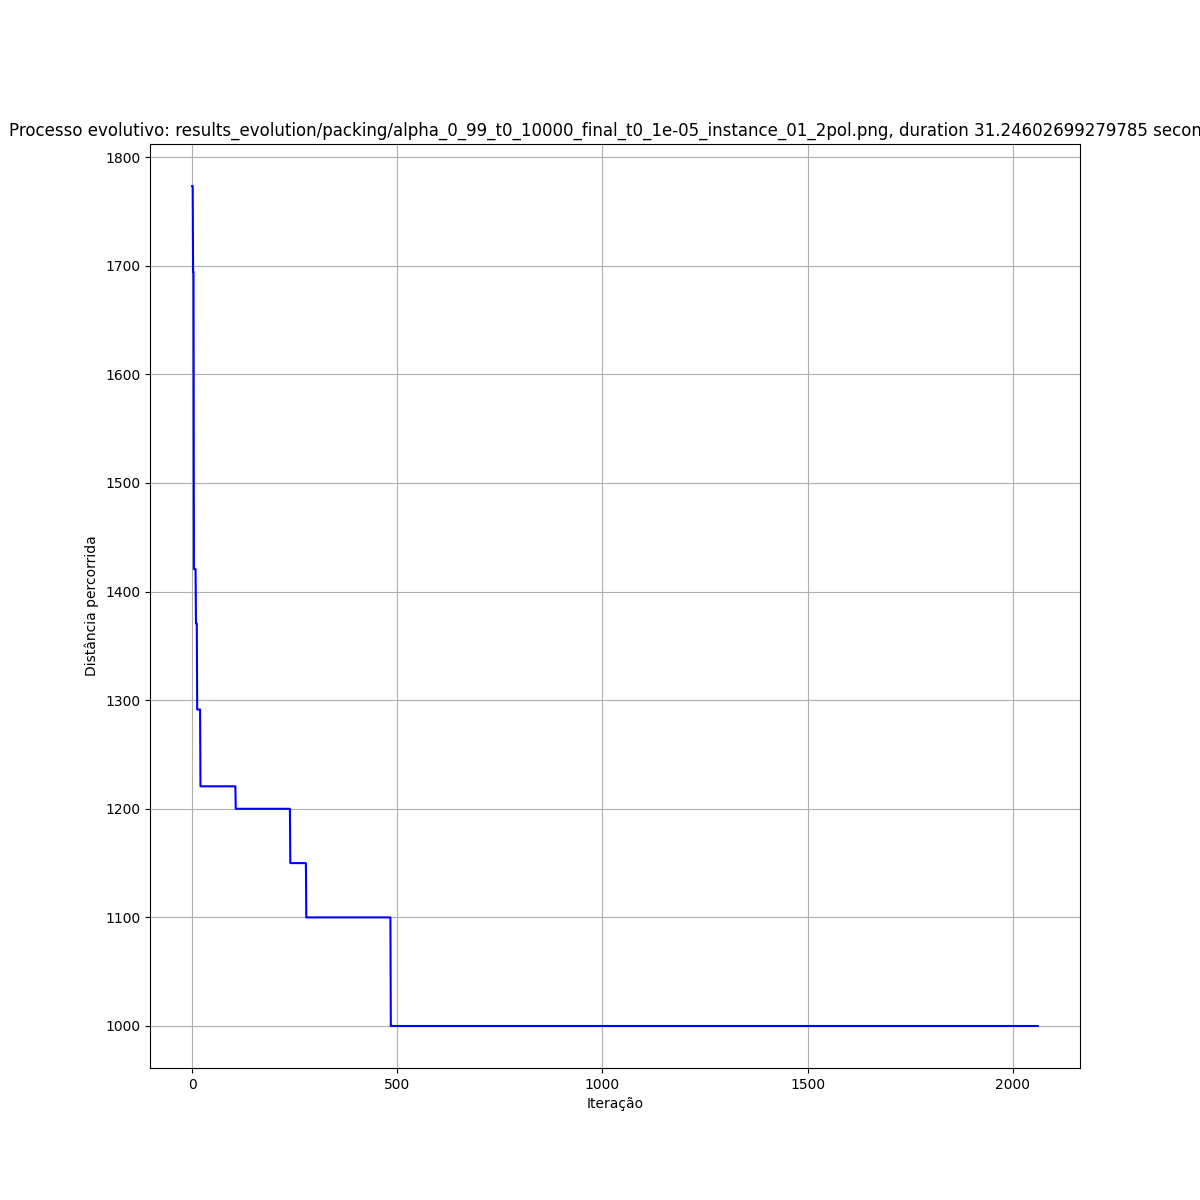 Processo evolutivo: results_evolution/packing/alpha_0_99_t0_10000_final_t0_1e-05_instance_01_2pol.png, duration 31.24602699279785 secon
1800
1700
1600
1500
1400
1300
1200
1100
1000
Distância percorrida
0 500 1000 1500 2000
Iteração